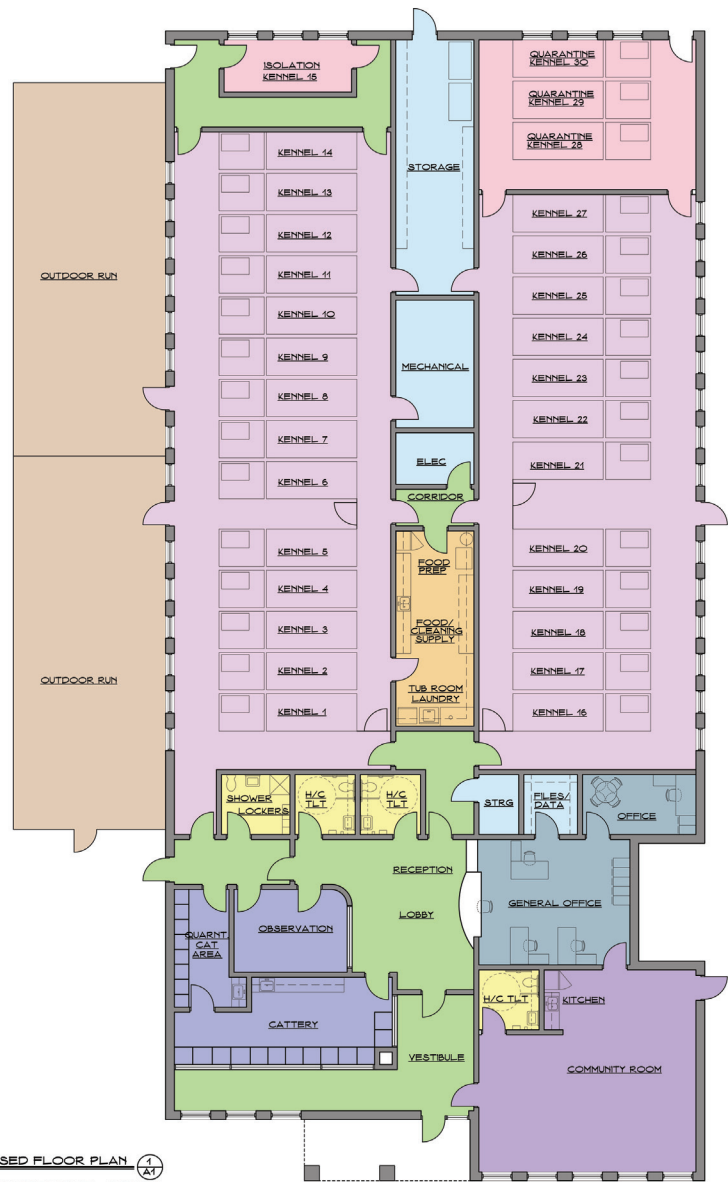 ISOLATION
KENNEL 15
QUARANTINE
KENNEL 30
QUARANTINE
KENNEL 29
QUARANTINE
KENNEL 28
STORAGE
KENNEL 14
KENNEL 13
KENNEL 12
KENNEL 11
KENNEL 10
KENNEL 9
KENNEL 8
KENNEL 7
KENNEL 6
KENNEL 5
KENNEL 4
KENNEL 3
KENNEL 2
KENNEL 1
OUTDOOR RUN
OUTDOOR RUN
MECHANICAL
ELEC
CORRIDOR
FOOD
PREP
FOOD/
CLEANING
SUPPLY
TUB ROOM
LAUNDRY
KENNEL 27
KENNEL 26
KENNEL 25
KENNEL 24
KENNEL 23
KENNEL 22
KENNEL 21
KENNEL 20
KENNEL 19
KENNEL 18
KENNEL 17
KENNEL 16
SHOWER
LOCKERS
H/C
TLT
H/C
TLT
STRG
FILES/
DATA
OFFICE
RECEPTION
LOBBY
GENERAL OFFICE
OBSERVATION
QUARNT.
CAT
AREA
CATTERY
VESTIBULE
H/C TLT
KITCHEN
COMMUNITY ROOM
SED FLOOR PLAN
1
A1